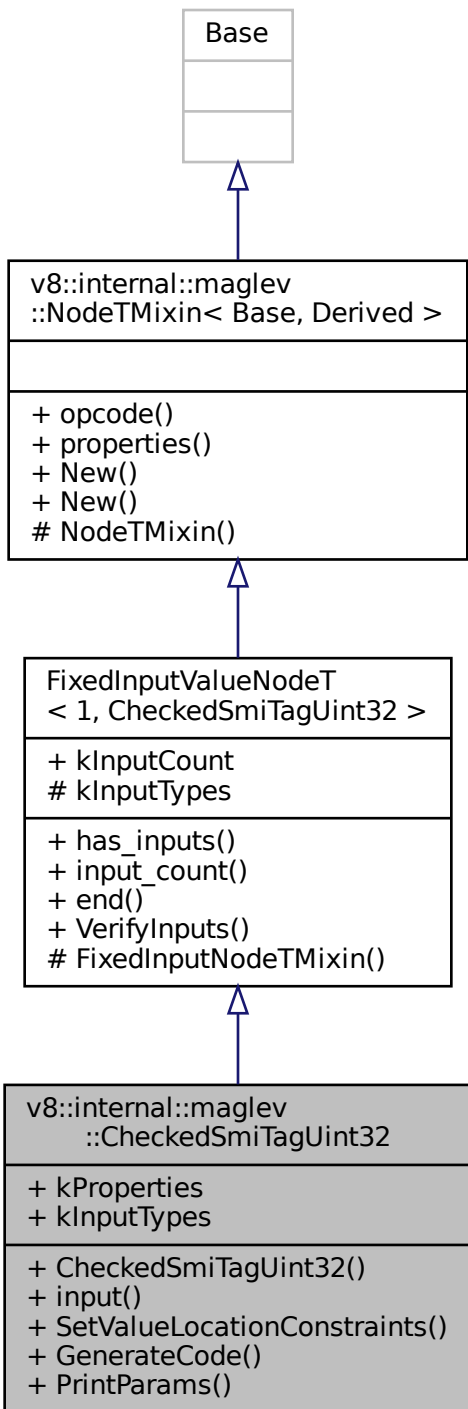 Base
v8::internal::maglev
::NodeTMixin< Base, Derived >
+ opcode()
+ properties()
+ New()
+ New()
# NodeTMixin()
FixedInputValueNodeT
< 1, CheckedSmiTagUint32 >
+ kInputCount
# kInputTypes
+ has_inputs()
+ input_count()
+ end()
+ VerifyInputs()
# FixedInputNodeTMixin()
v8::internal::maglev
::CheckedSmiTagUint32
+ kProperties
+ kInputTypes
+ CheckedSmiTagUint32()
+ input()
+ SetValueLocationConstraints()
+ GenerateCode()
+ PrintParams()